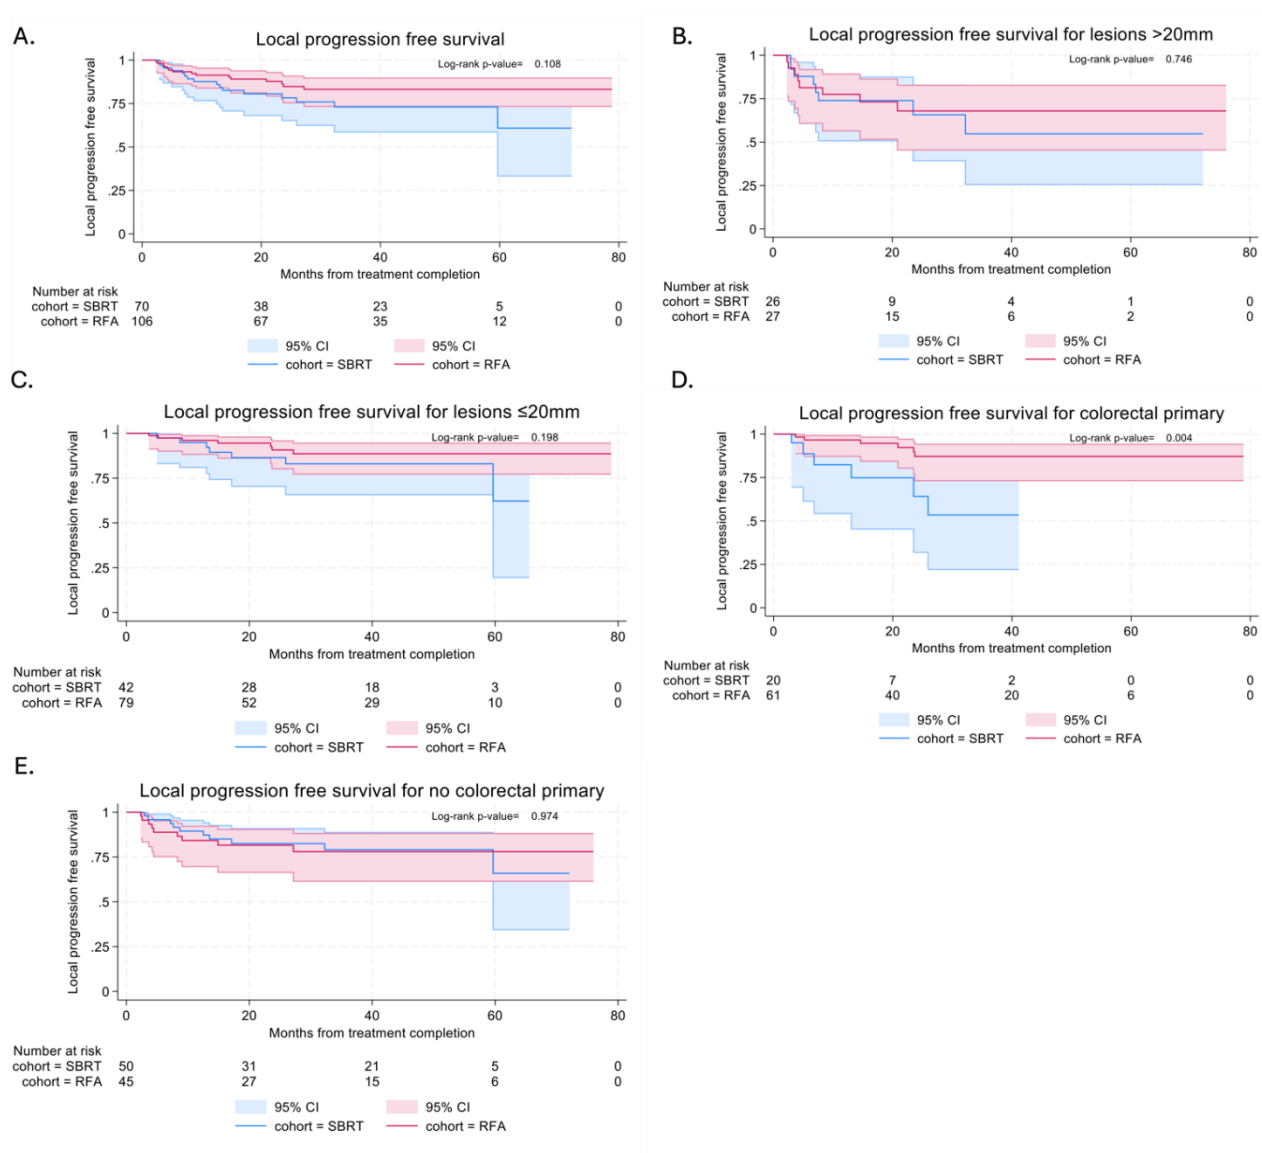 A.
Local progression free survival
Log-rank p-value= 0.108
Local progression free survival
1
.75
.5
.25
0
0 20 40 60 80
Months from treatment completion
Number at risk
cohort = SBRT 70 38 23 5 0
cohort = RFA 106 67 35 12 0
95% CI 95% CI
cohort = SBRT cohort = RFA
B.
Local progression free survival for lesions >20mm
Log-rank p-value= 0.746
Local progression free survival
1
.75
.5
.25
0
0 20 40 60 80
Months from treatment completion
Number at risk
cohort = SBRT 26 9 4 1 0
cohort = RFA 27 15 6 2 0
95% CI 95% CI
cohort = SBRT cohort = RFA
C.
Local progression free survival for lesions ≤20mm
Log-rank p-value= 0.198
Local progression free survival
1
.75
.5
.25
0
0 20 40 60 80
Months from treatment completion
Number at risk
cohort = SBRT 42 28 18 3 0
cohort = RFA 79 52 29 10 0
95% CI 95% CI
cohort = SBRT cohort = RFA
D.
Local progression free survival for colorectal primary
Log-rank p-value= 0.004
Local progression free survival
1
.75
.5
.25
0
0 20 40 60 80
Months from treatment completion
Number at risk
cohort = SBRT 20 7 2 0 0
cohort = RFA 61 40 20 6 0
95% CI 95% CI
cohort = SBRT cohort = RFA
E.
Local progression free survival for no colorectal primary
Log-rank p-value= 0.974
Local progression free survival
1
.75
.5
.25
0
0 20 40 60 80
Months from treatment completion
Number at risk
cohort = SBRT 50 31 21 5 0
cohort = RFA 45 27 15 6 0
95% CI 95% CI
cohort = SBRT cohort = RFA